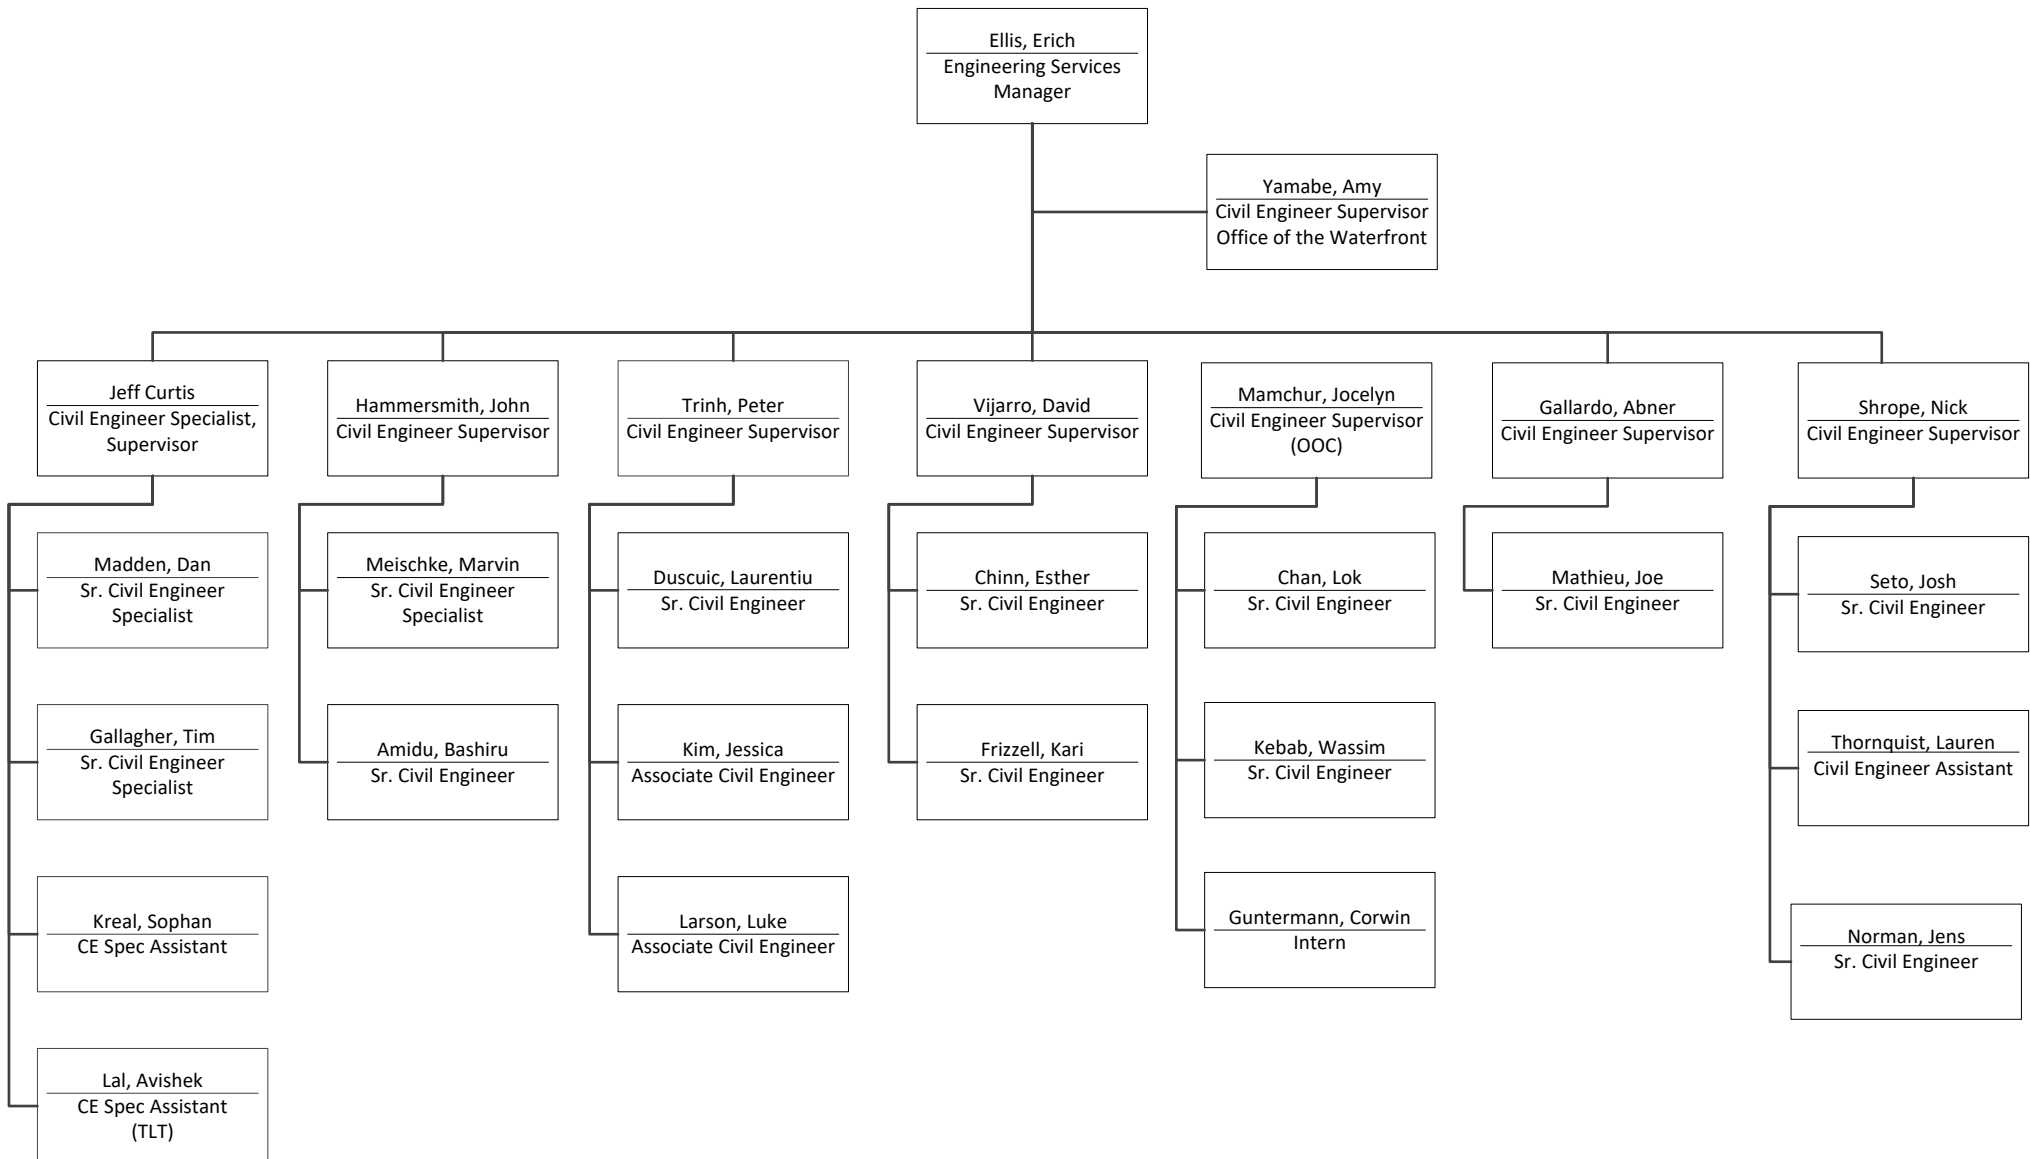 Ellis, Erich
Engineering Services
Manager
Yamabe, Amy
Civil Engineer Supervisor
Office of the Waterfront
Jeff Curtis
Civil Engineer Specialist,
Supervisor
Hammersmith, John
Civil Engineer Supervisor
Trinh, Peter
Civil Engineer Supervisor
Vijarro, David
Civil Engineer Supervisor
Mamchur, Jocelyn
Civil Engineer Supervisor
(OOC)
Gallardo, Abner
Civil Engineer Supervisor
Shrope, Nick
Civil Engineer Supervisor
Madden, Dan
Sr. Civil Engineer
Specialist
Meischke, Marvin
Sr. Civil Engineer
Specialist
Duscuic, Laurentiu
Sr. Civil Engineer
Chinn, Esther
Sr. Civil Engineer
Chan, Lok
Sr. Civil Engineer
Mathieu, Joe
Sr. Civil Engineer
Seto, Josh
Sr. Civil Engineer
Gallagher, Tim
Sr. Civil Engineer
Specialist
Amidu, Bashiru
Sr. Civil Engineer
Kim, Jessica
Associate Civil Engineer
Frizzell, Kari
Sr. Civil Engineer
Kebab, Wassim
Sr. Civil Engineer
Thornquist, Lauren
Civil Engineer Assistant
Kreal, Sophan
CE Spec Assistant
Larson, Luke
Associate Civil Engineer
Guntermann, Corwin
Intern
Norman, Jens
Sr. Civil Engineer
Lal, Avishek
CE Spec Assistant
(TLT)